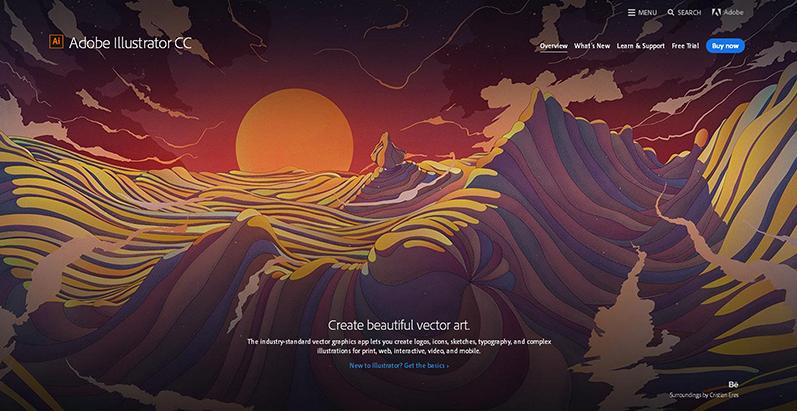 MENU SEARCH Adobe
Ai Adobe Illustrator CC
Overview What's New Learn & Support Free Trial Buy now
Create beautiful vector art.
The industry-standard vector graphics app lets you create logos, icons, sketches, typography, and complex
illustrations for print, web, interactive, video, and mobile.
New to Illustrator? Get the basics ›
Bē
Surroundings by Cristian Eres